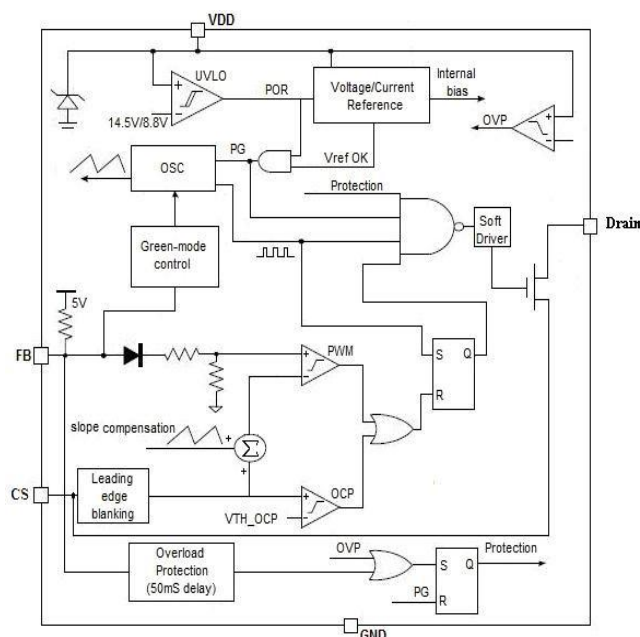 VDD
UVLO
POR
Voltage/Current
Reference
Internal
bias
14.5V/8.8V
OVP
PG
Vref OK
OSC
Protection
Soft
Driver
Drain
Green-mode
control
5V
FB
PWM
S
Q
R
slope compensation
+
+
Σ
CS
Leading
edge
blanking
OCP
VTH_OCP
Overload
Protection
(50mS delay)
OVP
S
Q
Protection
PG
R
GND